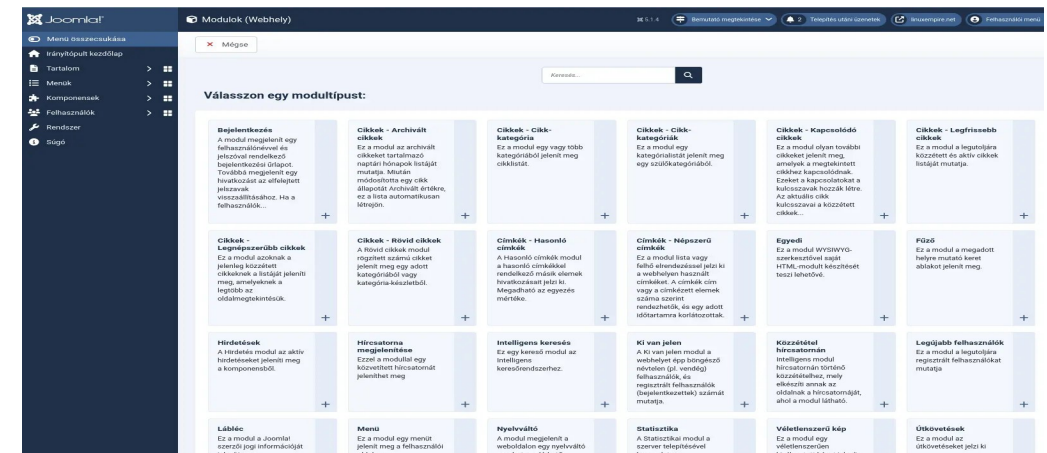 Joomla!
Modulok (Webhely)
5.1.4
Bemutató megtekintése
2 Telepítés utáni üzenetek
linuxempire.net
Felhasználói menü
Menü összecsukása
Irányítópult kezdőlap
Tartalom
Menük
Komponensek
Felhasználók
Rendszer
Súgó
Mégse
Keresés...
Válasszon egy modultípust:
Bejelentkezés
A modul megjelenít egy
felhasználónévvel és
jelszóval rendelkező
bejelentkezési űrlapot.
Továbbá megjelenít egy
hivatkozást az elfelejtett
jelszavak
visszaállításához. Ha a
felhasználók...
Cikkek - Archivált
cikkek
Ez a modul az archivált
cikkeket tartalmazó
naptári hónapok listáját
mutatja. Miután
módosította egy cikk
állapotát Archivált értékre,
ez a lista automatikusan
létrejön.
Cikkek - Cikk-
kategória
Ez a modul egy vagy több
kategóriából jelenít meg
cikklistát.
Cikkek - Cikk-
kategóriák
Ez a modul egy
kategórialistát jelenít meg
egy szülőkategóriából.
Cikkek - Kapcsolódó
cikkek
Ez a modul olyan további
cikkeket jelenít meg,
amelyek a megtekintett
cikkhez kapcsolódnak.
Ezeket a kapcsolatokat a
kulcsszavak hozzák létre.
Az aktuális cikk
kulcsszavai a közzétett
cikkek...
Cikkek - Legfrissebb
cikkek
Ez a modul a legutoljára
közzétett és aktív cikkek
listáját mutatja.
Cikkek -
Legnépszerűbb cikkek
Ez a modul azoknak a
jelenleg közzétett
cikkeknek a listáját jeleníti
meg, amelyeknek a
legtöbb az
oldalmegtekintésük.
Cikkek - Rövid cikkek
A Rövid cikkek modul
rögzített számú cikket
jelenít meg egy adott
kategóriából vagy
kategória-készletből.
Címkék - Hasonló
címkék
A Hasonló címkék modul
a hasonló címkékkel
rendelkező másik elemek
hivatkozásait jelzi ki.
Megadható az egyezés
mértéke.
Címkék - Népszerű
címkék
Ez a modul lista vagy
felhő elrendezéssel jelzi ki
a webhelyen használt
címkéket. A címkék cím
vagy a címkézett elemek
száma szerint
rendezhetők, és egy adott
időtartamra korlátozottak.
Egyedi
Ez a modul WYSIWYG-
szerkesztővel saját
HTML-modult készítését
teszi lehetővé.
Fűző
Ez a modul a megadott
helyre mutató keret
ablakot jelenít meg.
Hirdetések
A Hirdetés modul az aktív
hirdetéseket jeleníti meg
a komponensből.
Hírcsatorna
megjelenítése
Ezzel a modullal egy
közvetített hírcsatornát
jeleníthet meg
Intelligens keresés
Ez egy kereső modul az
Intelligens
keresőrendszerhez.
Ki van jelen
A Ki van jelen modul a
webhelyet épp böngésző
névtelen (pl. vendég)
felhasználók, és
regisztrált felhasználók
(bejelentkezettek) számát
mutatja.
Közzététel
hírcsatornán
Intelligens modul
hírcsatornán történő
közzétételhez, mely
elkészíti annak az
oldalnak a hírcsatornáját,
ahol a modul látható.
Legújabb felhasználók
Ez a modul a legutoljára
regisztrált felhasználókat
mutatja
Lábléc
Ez a modul a Joomla!
szerzői jogi információját
Menü
Ez a modul egy menüt
jelenít meg a felhasználói
Nyelvváltó
A modul megjelenít a
weboldalon egy nyelvváltó
Statisztika
A Statisztikai modul a
szerver telepítésével
Véletlenszerű kép
Ez a modul egy
véletlenszerűen
Útkövetések
Ez a modul az
útkövetéseket jelzi ki